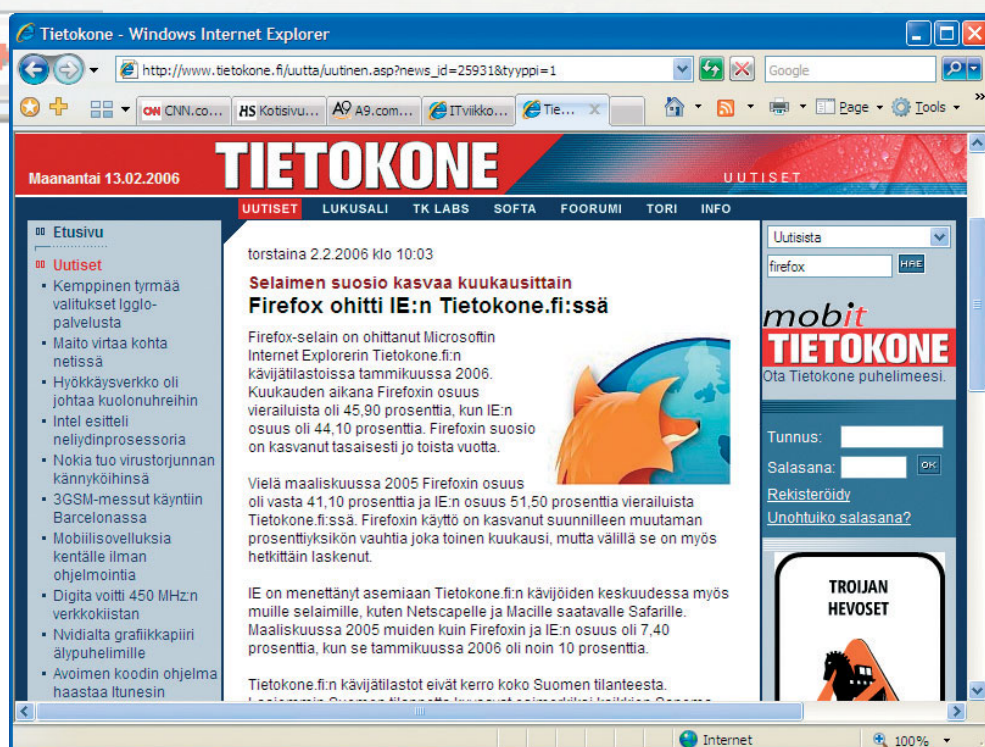 Tietokone - Windows Internet Explorer
http://www.tietokone.fi/uutta/uutinen.asp?news_id=25931&tyyppi=1
Google
CNN CNN.co...
HS Kotisivu...
A9 A9.com...
ITviikko...
Tie... X
Page
Tools
»
Maanantai 13.02.2006
TIETOKONE
UUTISET
UUTISET LUKUSALI TK LABS SOFTA FOORUMI TORI INFO
Etusivu
Uutiset
Kemppinen tyrmää
valitukset Igglo-
palvelusta
Maito virtaa kohta
netissä
Hyökkäysverkko oli
johtaa kuolonuhreihin
Intel esitteli
neliydinprosessoria
Nokia tuo virustorjunnan
kännyköihinsä
3GSM-messut käyntiin
Barcelonassa
Mobiilisovelluksia
kentälle ilman
ohjelmointia
Digita voitti 450 MHz:n
verkkokiistan
Nvidialta grafiikkapiiri
älypuhelimille
Avoimen koodin ohjelma
haastaa Itunesin
torstaina 2.2.2006 klo 10:03
Selaimen suosio kasvaa kuukausittain
Firefox ohitti IE:n Tietokone.fi:ssä
Firefox-selain on ohittanut Microsoftin
Internet Explorerin Tietokone.fi:n
kävijätilastoissa tammikuussa 2006.
Kuukauden aikana Firefoxin osuus
vierailuista oli 45,90 prosenttia, kun IE:n
osuus oli 44,10 prosenttia. Firefoxin suosio
on kasvanut tasaisesti jo toista vuotta.
Vielä maaliskuussa 2005 Firefoxin osuus
oli vasta 41,10 prosenttia ja IE:n osuus 51,50 prosenttia vierailuista
Tietokone.fi:ssä. Firefoxin käyttö on kasvanut suunnilleen muutaman
prosenttiyksikön vauhtia joka toinen kuukausi, mutta välillä se on myös
hetkittäin laskenut.
IE on menettänyt asemiaan Tietokone.fi:n kävijöiden keskuudessa myös
muille selaimille, kuten Netscapelle ja Macille saatavalle Safarille.
Maaliskuussa 2005 muiden kuin Firefoxin ja IE:n osuus oli 7,40
prosenttia, kun se tammikuussa 2006 oli noin 10 prosenttia.
Tietokone.fi:n kävijätilastot eivät kerro koko Suomen tilanteesta.
Uutisista
firefox
HAE
mobit
TIETOKONE
Ota Tietokone puhelimeesi.
Tunnus:
Salasana:
OK
Rekisteröidy
Unohtuiko salasana?
TROIJAN
HEVOSET
Internet
100%